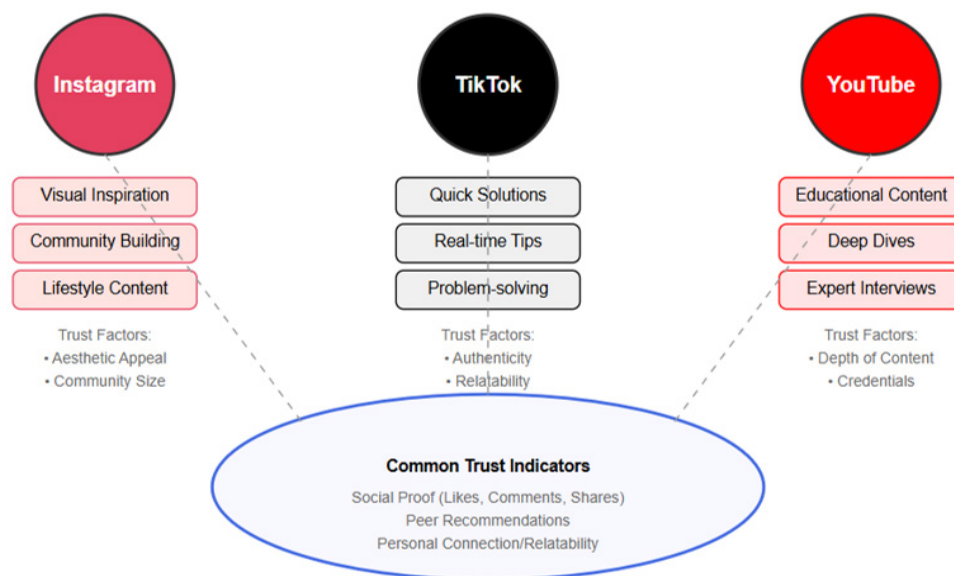 Instagram
Visual Inspiration
Community Building
Lifestyle Content
Trust Factors:
• Aesthetic Appeal
• Community Size
TikTok
Quick Solutions
Real-time Tips
Problem-solving
Trust Factors:
• Authenticity
• Relatability
YouTube
Educational Content
Deep Dives
Expert Interviews
Trust Factors:
• Depth of Content
• Credentials
Common Trust Indicators
Social Proof (Likes, Comments, Shares)
Peer Recommendations
Personal Connection/Relatability